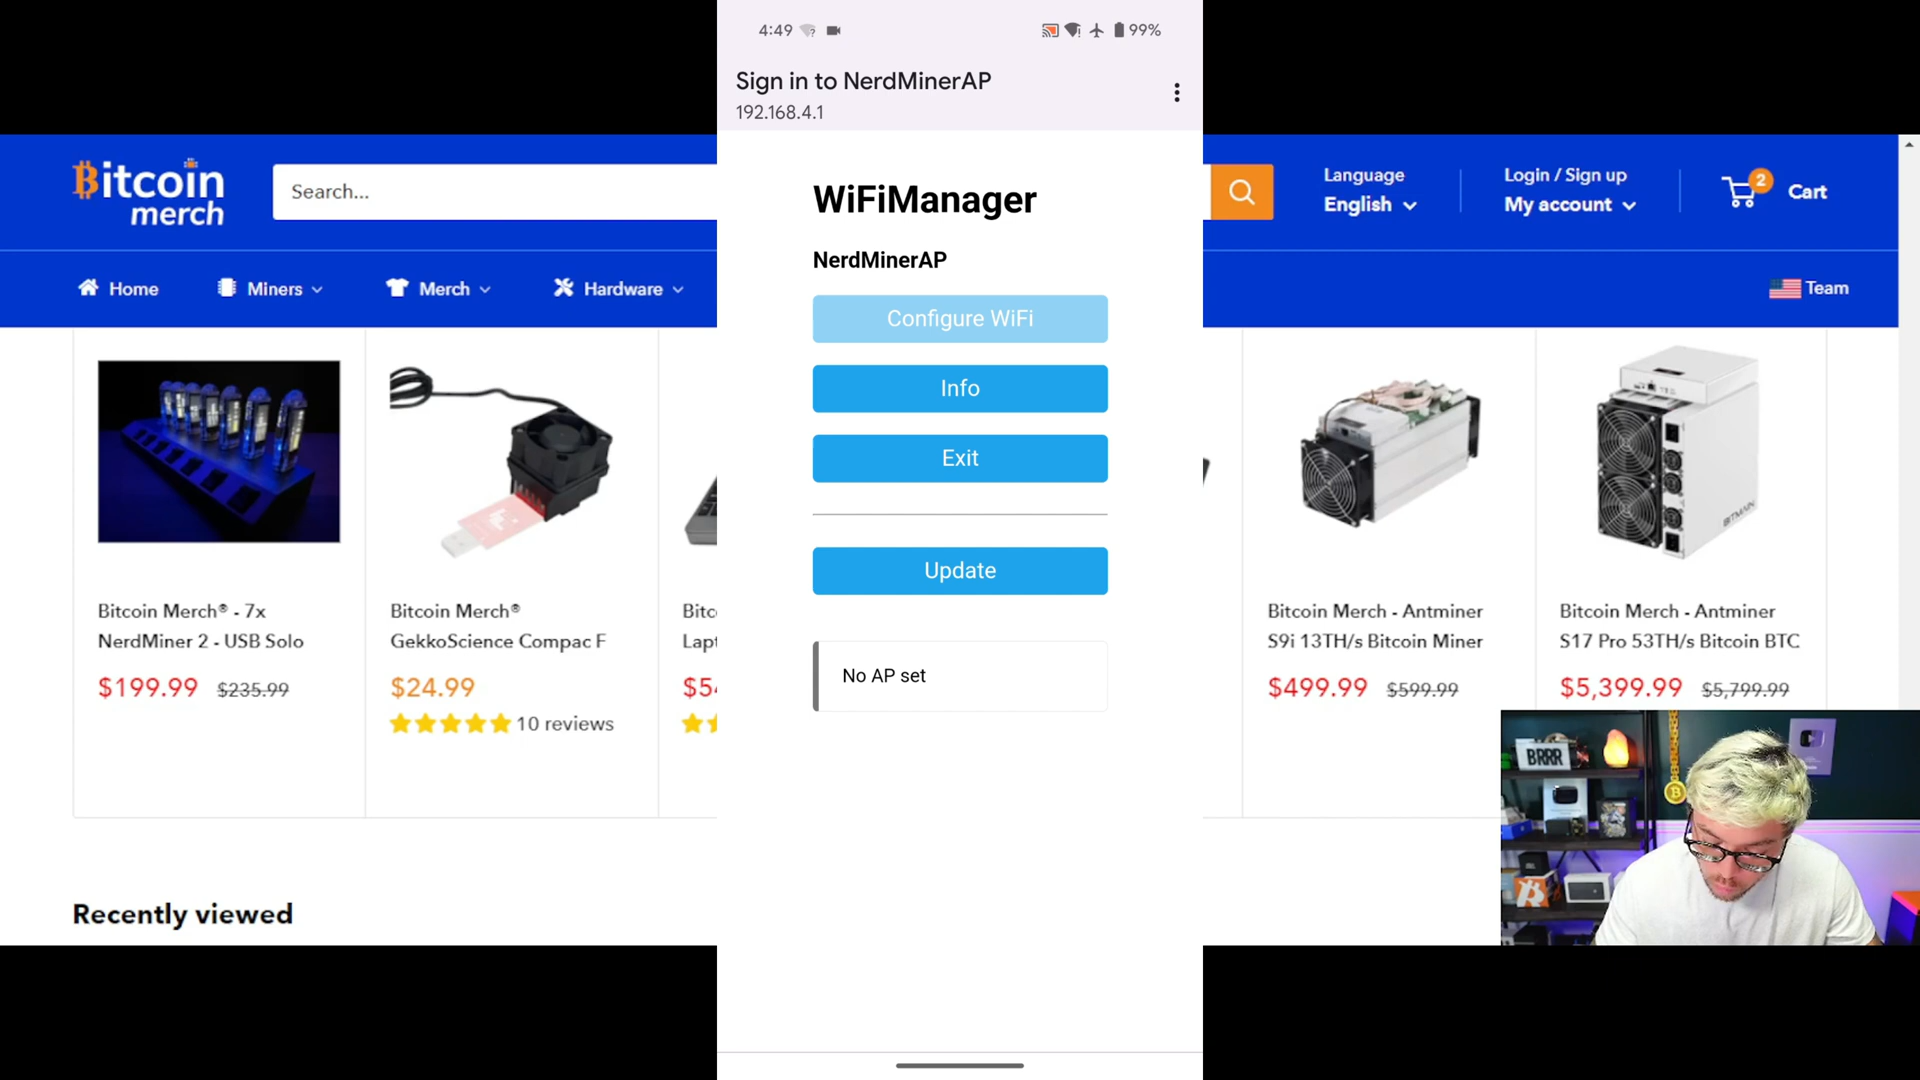 4:49
99%
Sign in to NerdMinerAP
192.168.4.1
Bitcoin
merch
Search...
Language
English
Login / Sign up
My account
2
Cart
Home
Miners
Merch
Hardware
Team
WiFiManager
NerdMinerAP
Configure WiFi
Info
Exit
Update
No AP set
Bitcoin Merch® - 7x
NerdMiner 2 - USB Solo
$199.99 $235.99
Bitcoin Merch®
GekkoScience Compac F
$24.99
10 reviews
Bitc
Lapt
$54
BITMAIN
Bitcoin Merch - Antminer
S9i 13TH/s Bitcoin Miner
$499.99 $599.99
Bitcoin Merch - Antminer
S17 Pro 53TH/s Bitcoin BTC
$5,399.99 $5,799.99
BRRR
Recently viewed